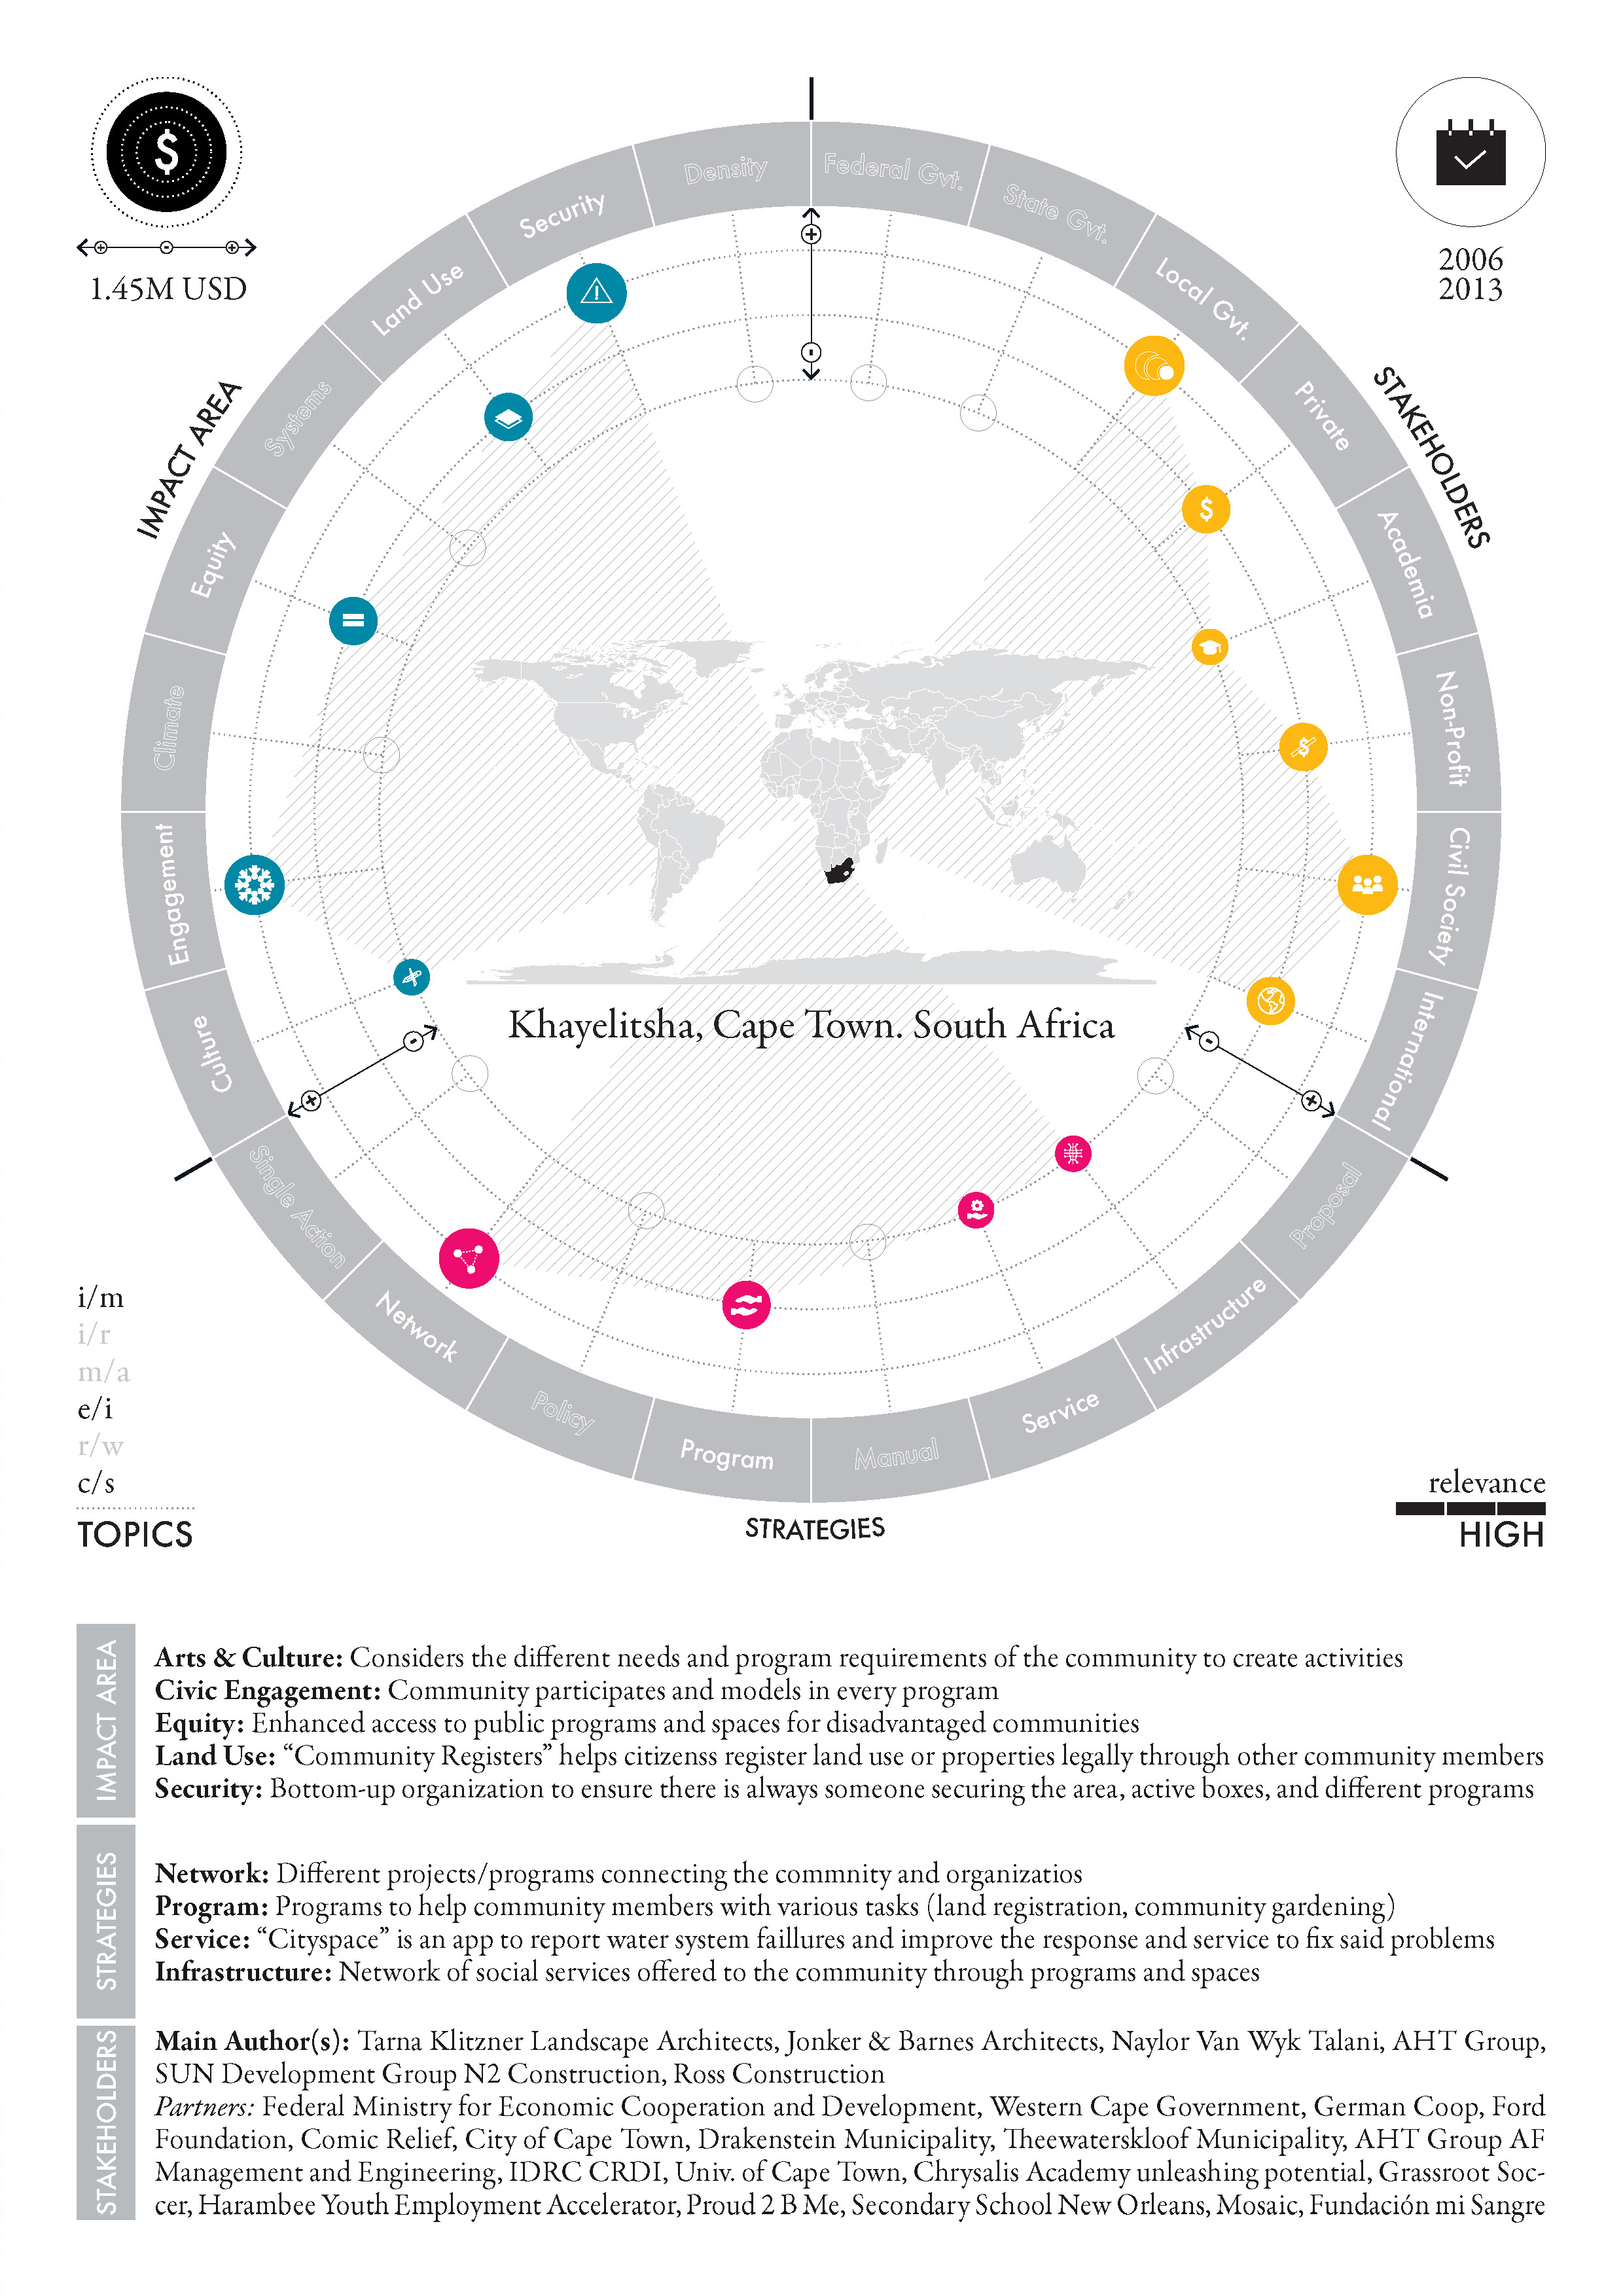 $
1.45M USD
2006
2013
IMPACT AREA
STAKEHOLDERS
Density
Security
Land Use
Systems
Equity
Climate
Engagement
Culture
Federal Gvt.
State Gvt.
Local Gvt.
Private
Academia
Non-Profit
Civil Society
International
$
$
Khayelitsha, Cape Town. South Africa
Single Action
Network
Policy
Program
Manual
Service
Infrastructure
Proposal
STRATEGIES
i/m
i/r
m/a
e/i
r/w
c/s
TOPICS
relevance
HIGH
IMPACT AREA
Arts & Culture: Considers the different needs and program requirements of the community to create activities
Civic Engagement: Community participates and models in every program
Equity: Enhanced access to public programs and spaces for disadvantaged communities
Land Use: “Community Registers” helps citizenss register land use or properties legally through other community members
Security: Bottom-up organization to ensure there is always someone securing the area, active boxes, and different programs
STRATEGIES
Network: Different projects/programs connecting the commnity and organizatios
Program: Programs to help community members with various tasks (land registration, community gardening)
Service: “Cityspace” is an app to report water system faillures and improve the response and service to fix said problems
Infrastructure: Network of social services offered to the community through programs and spaces
STAKEHOLDERS
Main Author(s): Tarna Klitzner Landscape Architects, Jonker & Barnes Architects, Naylor Van Wyk Talani, AHT Group,
SUN Development Group N2 Construction, Ross Construction
Partners: Federal Ministry for Economic Cooperation and Development, Western Cape Government, German Coop, Ford
Foundation, Comic Relief, City of Cape Town, Drakenstein Municipality, Theewaterskloof Municipality, AHT Group AF
Management and Engineering, IDRC CRDI, Univ. of Cape Town, Chrysalis Academy unleashing potential, Grassroot Soc-
cer, Harambee Youth Employment Accelerator, Proud 2 B Me, Secondary School New Orleans, Mosaic, Fundación mi Sangre